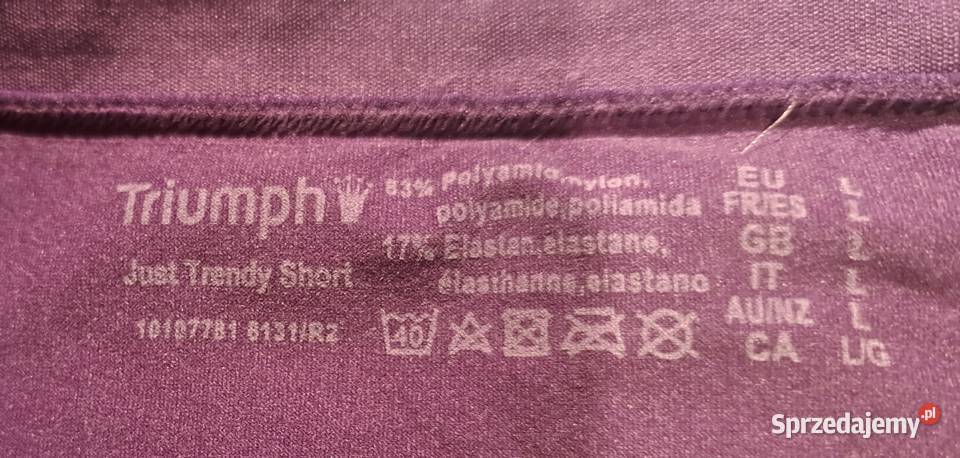 Triumph
Just Trendy Short
10107781 6131/R2
83% Polyamid, nylon,
polyamide, poliamida
17% Elastan, elastane,
élasthanne, elastano
40
EU L
FR/ES L
GB
IT L
AU/NZ L
CA L/G
Sprzedajemy.pl